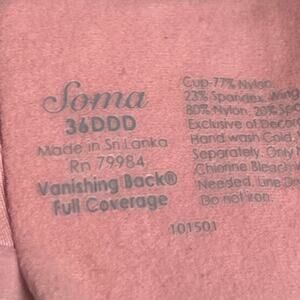 Soma
36DDD
Made in Sri Lanka
Rn 79984
Vanishing Back®
Full Coverage
Cup-77% Nylon,
23% Spandex, Wing
80% Nylon, 20%
Exclusive of
Hand wash Cold,
Separately. Only
Chlorine Bleach
Needed. Line
Do not iron.
101501